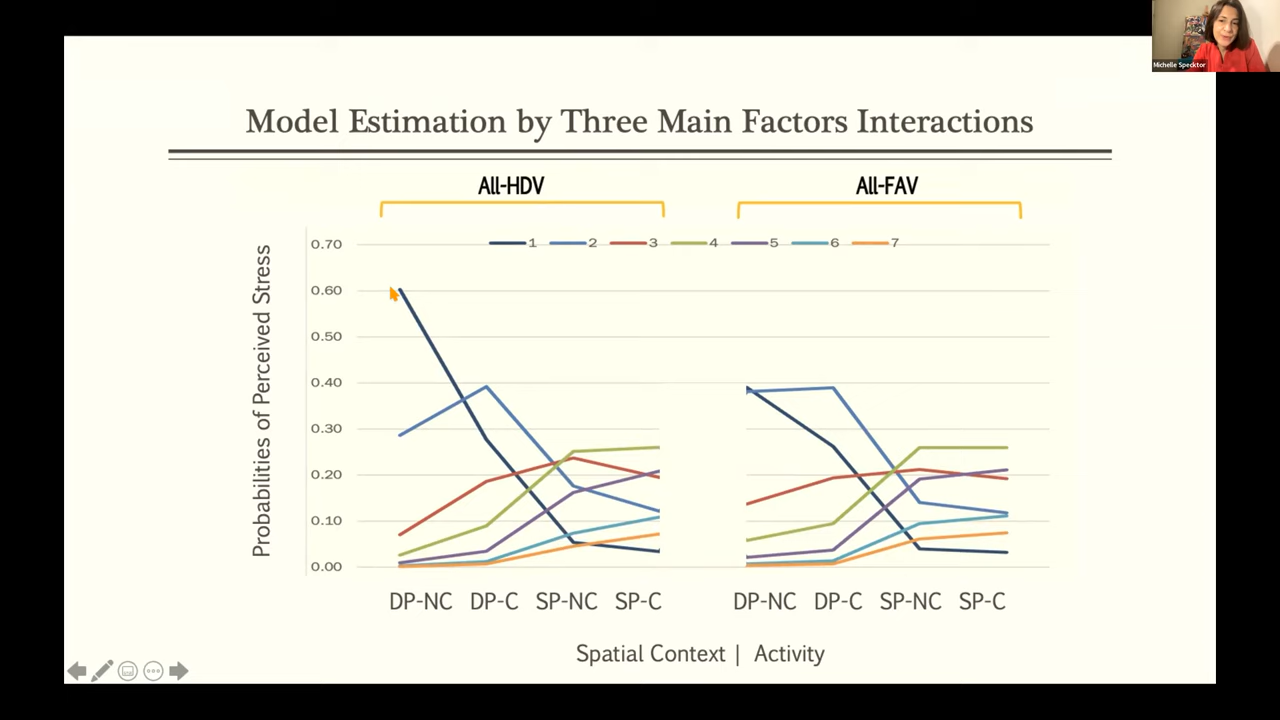 Michelle Specktor
Model Estimation by Three Main Factors Interactions
All-HDV All-FAV
1 2 3 4 5 6 7
Probabilities of Perceived Stress
0.70
0.60
0.50
0.40
0.30
0.20
0.10
0.00
DP-NC DP-C SP-NC SP-C DP-NC DP-C SP-NC SP-C
Spatial Context | Activity